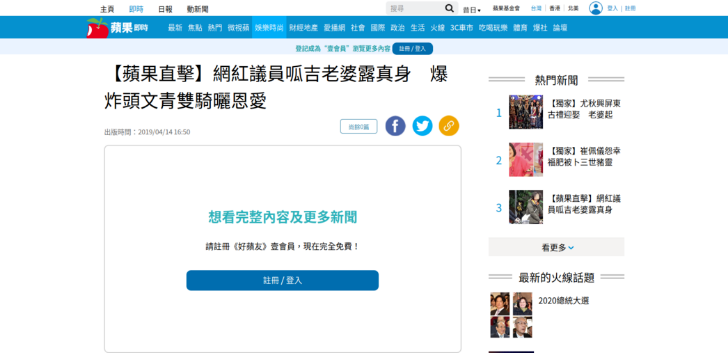 主頁 即時 日報 動新聞 搜尋 昔日▾ 蘋果基金會 台灣 | 香港 | 北美 登入 | 註冊
蘋果即時 最新 焦點 熱門 微視蘋 娛樂時尚 財經地產 愛播網 社會 國際 政治 生活 火線 3C車市 吃喝玩樂 體育 爆社 論壇
登記成為“壹會員”瀏覽更多內容 註冊 / 登入
【蘋果直擊】網紅議員呱吉老婆露真身 爆
炸頭文青雙騎曬恩愛
出版時間：2019/04/14 16:50
想看完整內容及更多新聞
請註冊《好蘋友》壹會員，現在完全免費！
註冊 / 登入
熱門新聞
1 【獨家】尤秋興屏東
古禮迎娶 老婆起
2 【獨家】崔佩儀怨幸
福肥被卜三世豬靈
3 【蘋果直擊】網紅議
員呱吉老婆露真身
看更多
最新的火線話題
2020總統大選